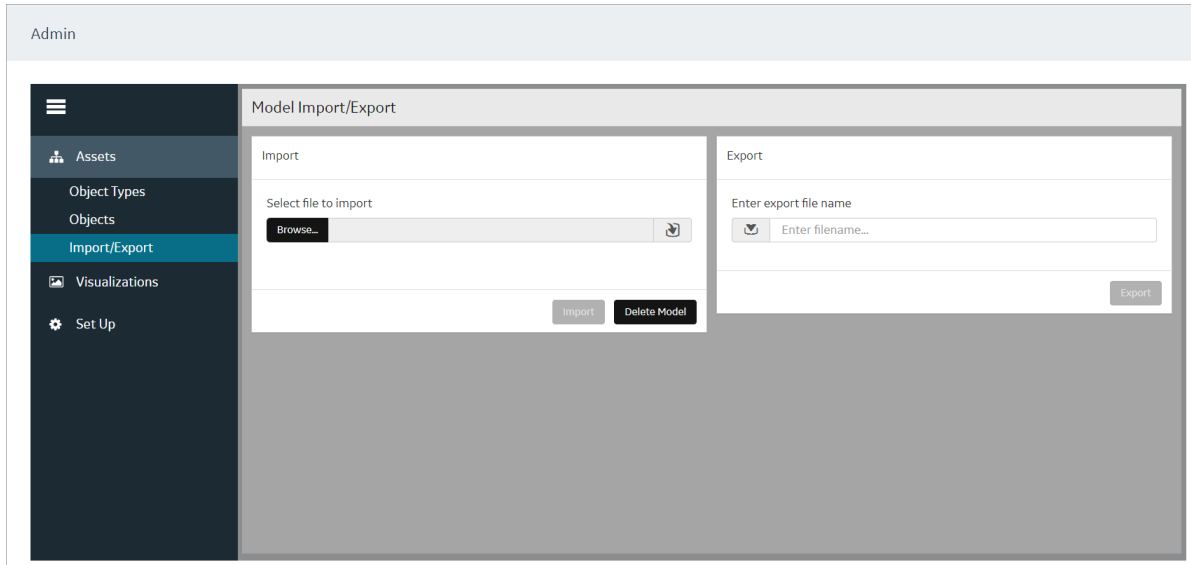 Admin
Model Import/Export
Assets
Object Types
Objects
Import/Export
Visualizations
Set Up
Import
Select file to import
Browse...
Import
Delete Model
Export
Enter export file name
Enter filename...
Export